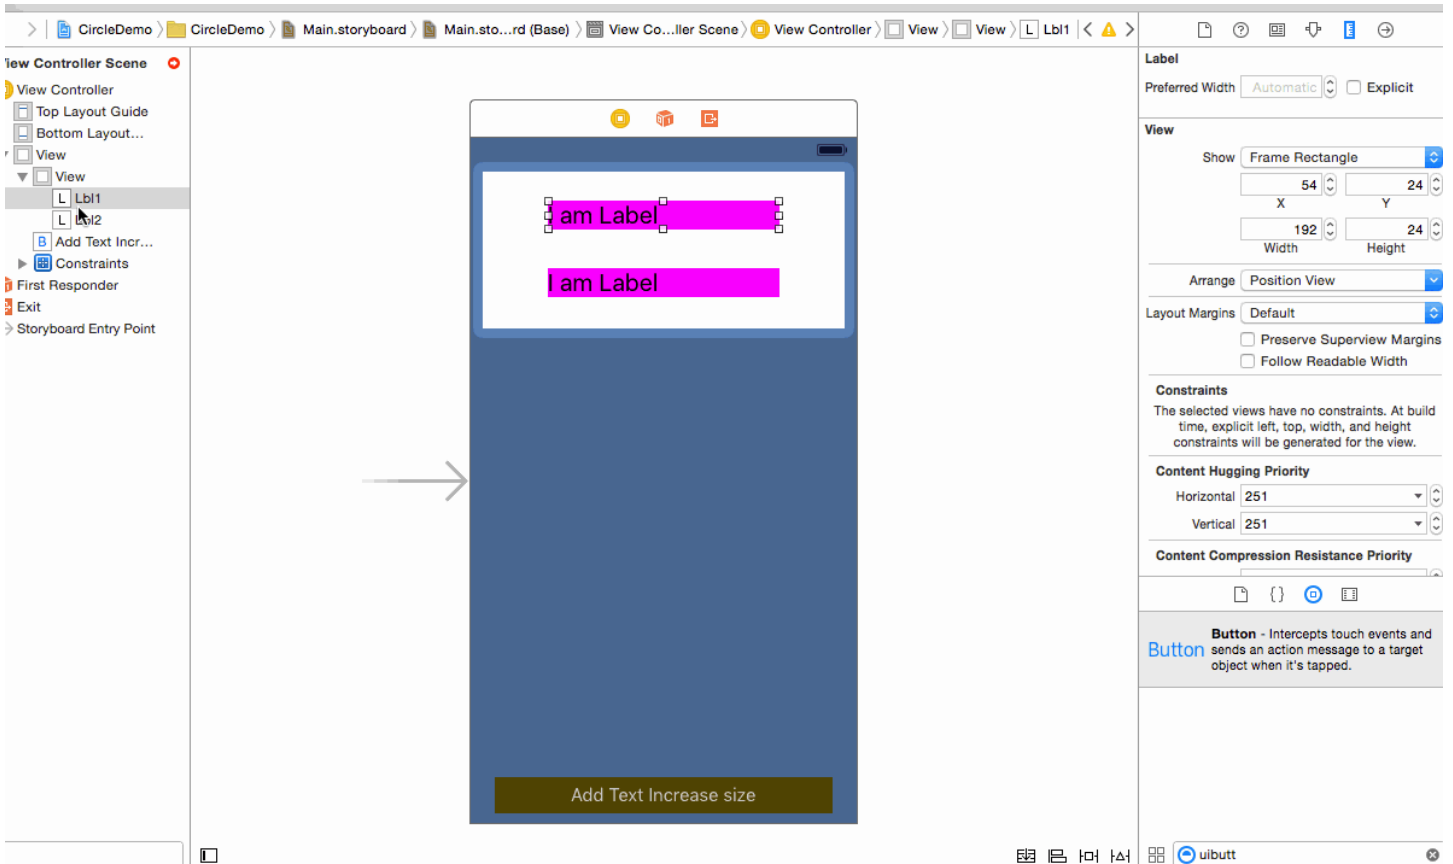 CircleDemo CircleDemo Main.storyboard Main.sto...rd (Base) View Co...ller Scene View Controller View View L Lbl1
View Controller Scene
View Controller
Top Layout Guide
Bottom Layout...
View
View
L Lbl1
L
B Add Text Incr...
Constraints
First Responder
Exit
Storyboard Entry Point
I am Label
I am Label
Add Text Increase size
Label
Preferred Width Automatic Explicit
View
Show Frame Rectangle
54 24
X Y
192 24
Width Height
Arrange Position View
Layout Margins Default
Preserve Superview Margins
Follow Readable Width
Constraints
The selected views have no constraints. At build
time, explicit left, top, width, and height
constraints will be generated for the view.
Content Hugging Priority
Horizontal 251
Vertical 251
Content Compression Resistance Priority
{}
Button
Button - Intercepts touch events and
sends an action message to a target
object when it's tapped.
uibutt